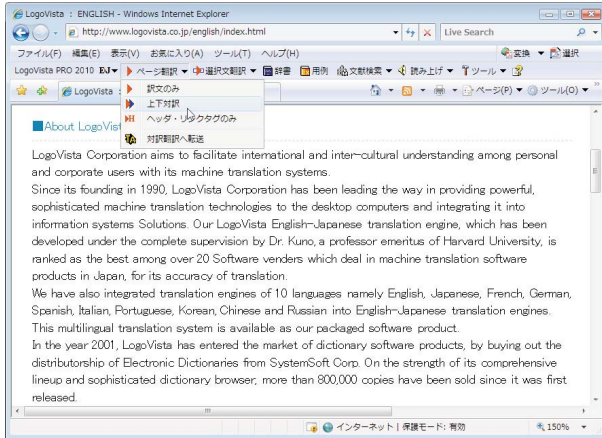 LogoVista : ENGLISH - Windows Internet Explorer
http://www.logovista.co.jp/english/index.html
Live Search
ファイル(F) 編集(E) 表示(V) お気に入り(A) ツール(T) ヘルプ(H) 変換 選択
LogoVista PRO 2010 EJ ページ翻訳 選択文翻訳 辞書 用例 文献検索 読み上げ ツール
LogoVista : ページ(P) ツール(O)
訳文のみ
上下対訳
ヘッダ・リンクタグのみ
対訳翻訳へ転送
■About LogoVist
LogoVista Corporation aims to facilitate international and inter-cultural understanding among personal
and corporate users with its machine translation systems.
Since its founding in 1990, LogoVista Corporation has been leading the way in providing powerful,
sophisticated machine translation technologies to the desktop computers and integrating it into
information systems Solutions. Our LogoVista English-Japanese translation engine, which has been
developed under the complete supervision by Dr. Kuno, a professor emeritus of Harvard University, is
ranked as the best among over 20 Software venders which deal in machine translation software
products in Japan, for its accuracy of translation.
We have also integrated translation engines of 10 languages namely English, Japanese, French, German,
Spanish, Italian, Portuguese, Korean, Chinese and Russian into English-Japanese translation engines.
This multilingual translation system is available as our packaged software product.
In the year 2001, LogoVista has entered the market of dictionary software products, by buying out the
distributorship of Electronic Dictionaries from SystemSoft Corp. On the strength of its comprehensive
lineup and sophisticated dictionary browser, more than 800,000 copies have been sold since it was first
released.
インターネット | 保護モード: 有効 150%